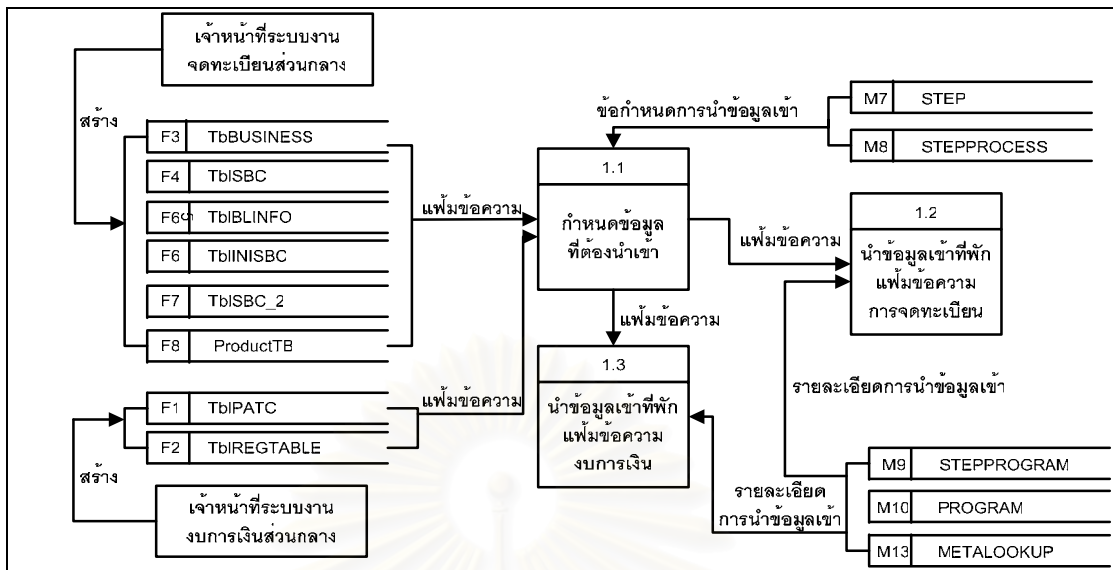 เจ้าหน้าที่ระบบงาน
จดทะเบียนส่วนกลาง
สร้าง
F3 TbBUSINESS
F4 TblSBC
TblBLINFO
F6 TblINISBC
F7 TblSBC_2
F8 ProductTB
แฟ้มข้อความ
F1 TblPATC
F2 TblREGTABLE
แฟ้มข้อความ
สร้าง
เจ้าหน้าที่ระบบงาน
งบการเงินส่วนกลาง
ข้อกำหนดการนำข้อมูลเข้า
M7 STEP
M8 STEPPROCESS
1.1
กำหนดข้อมูล
ที่ต้องนำเข้า
แฟ้มข้อความ
1.2
นำข้อมูลเข้าที่พัก
แฟ้มข้อความ
การจดทะเบียน
แฟ้มข้อความ
1.3
นำข้อมูลเข้าที่พัก
แฟ้มข้อความ
งบการเงิน
รายละเอียดการนำข้อมูลเข้า
รายละเอียด
การนำข้อมูลเข้า
M9 STEPPROGRAM
M10 PROGRAM
M13 METALOOKUP